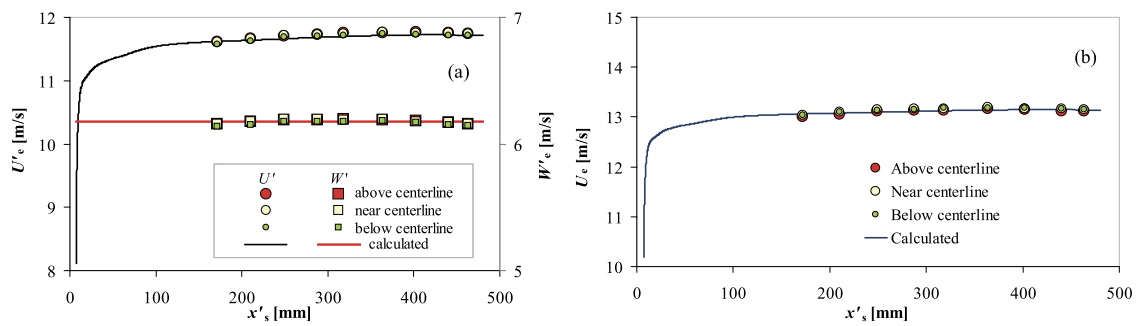 12
11
10
9
8
U'e [m/s]
7
6
5
W'e [m/s]
(a)
U' W'
above centerline
near centerline
below centerline
calculated
0 100 200 300 400 500
x's [mm]
15
14
13
12
11
10
Ue [m/s]
(b)
Above centerline
Near centerline
Below centerline
Calculated
0 100 200 300 400 500
x's [mm]